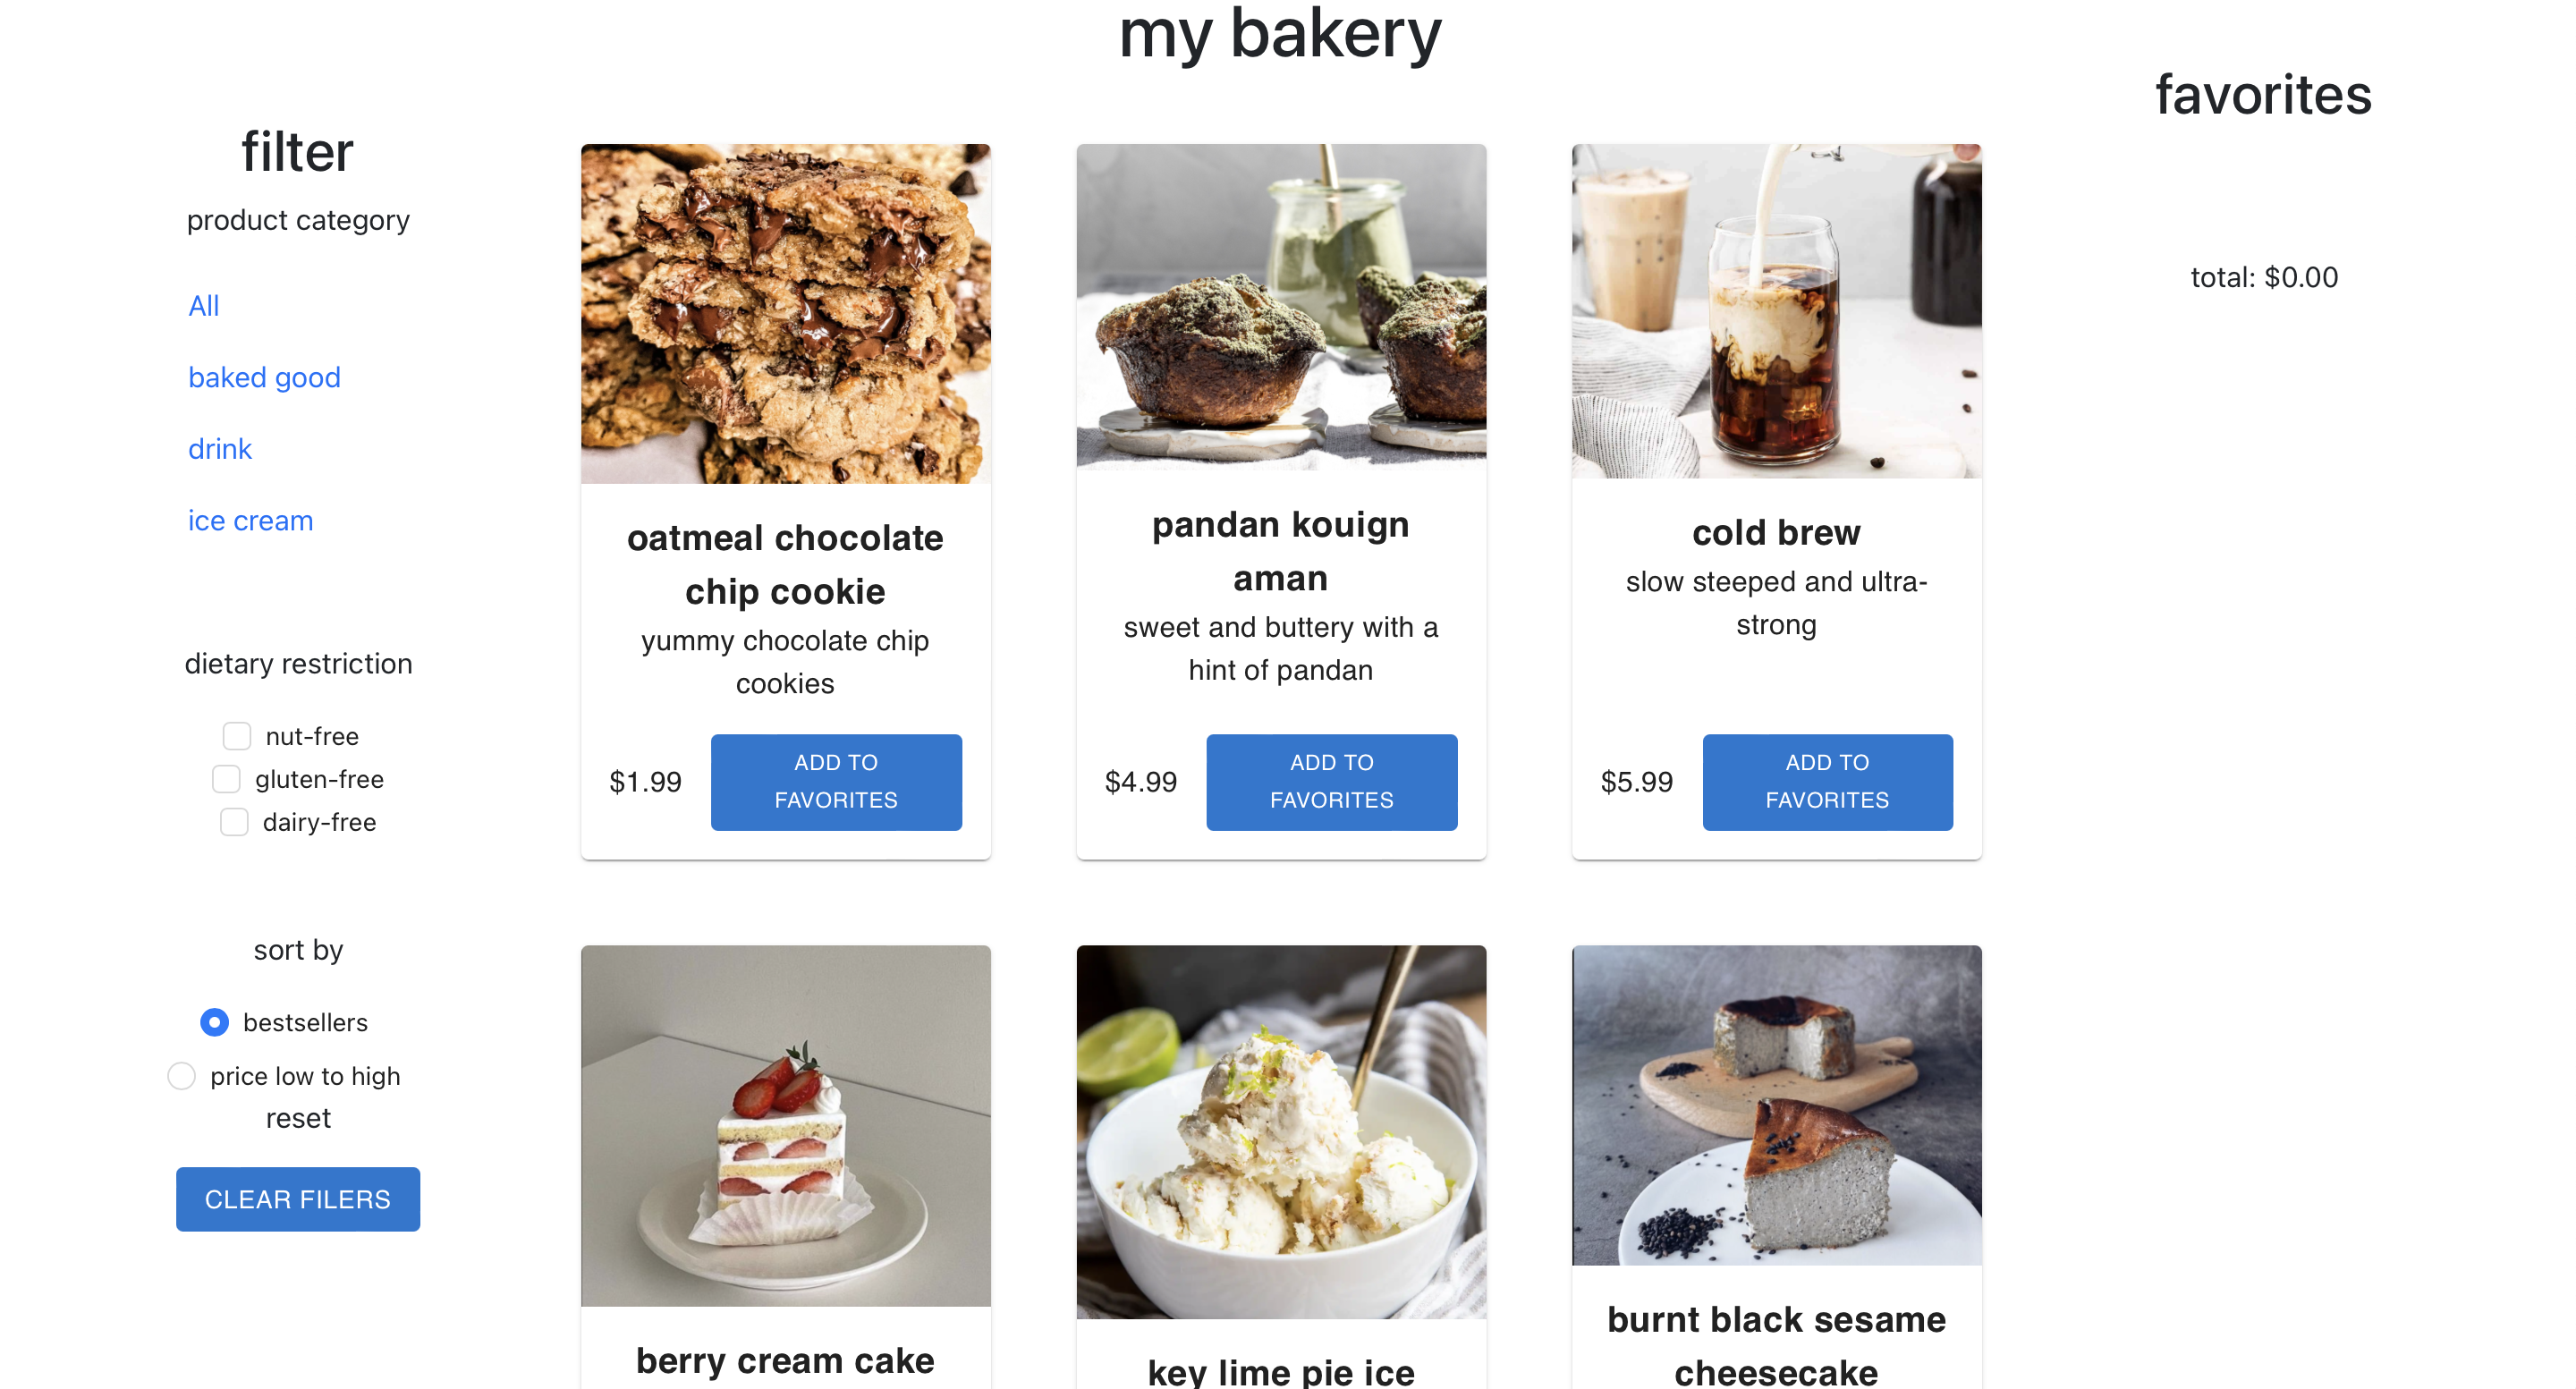 my bakery
filter
product category
All
baked good
drink
ice cream
dietary restriction
nut-free
gluten-free
dairy-free
sort by
bestsellers
price low to high
reset
CLEAR FILERS
oatmeal chocolate
chip cookie
yummy chocolate chip
cookies
$1.99
ADD TO
FAVORITES
pandan kouign
aman
sweet and buttery with a
hint of pandan
$4.99
ADD TO
FAVORITES
cold brew
slow steeped and ultra-
strong
$5.99
ADD TO
FAVORITES
berry cream cake
key lime pie ice
burnt black sesame
cheesecake
favorites
total: $0.00